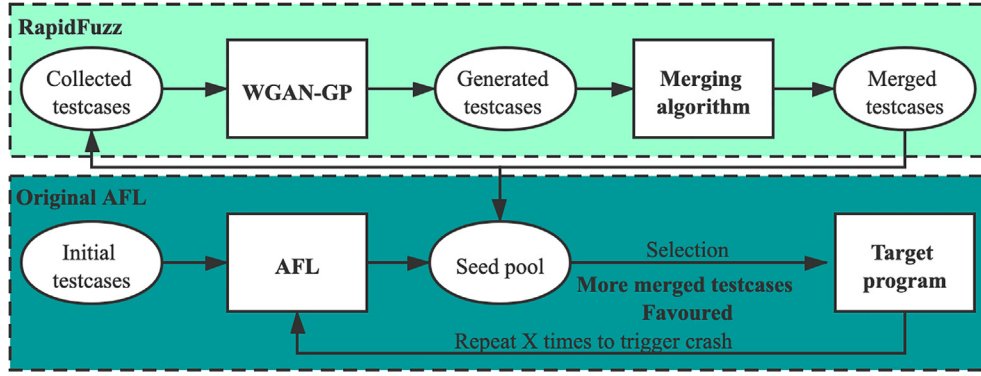 RapidFuzz
Collected
testcases
WGAN-GP
Generated
testcases
Merging
algorithm
Merged
testcases
Original AFL
Initial
testcases
AFL
Seed pool
Selection
More merged testcases
Favoured
Target
program
Repeat X times to trigger crash